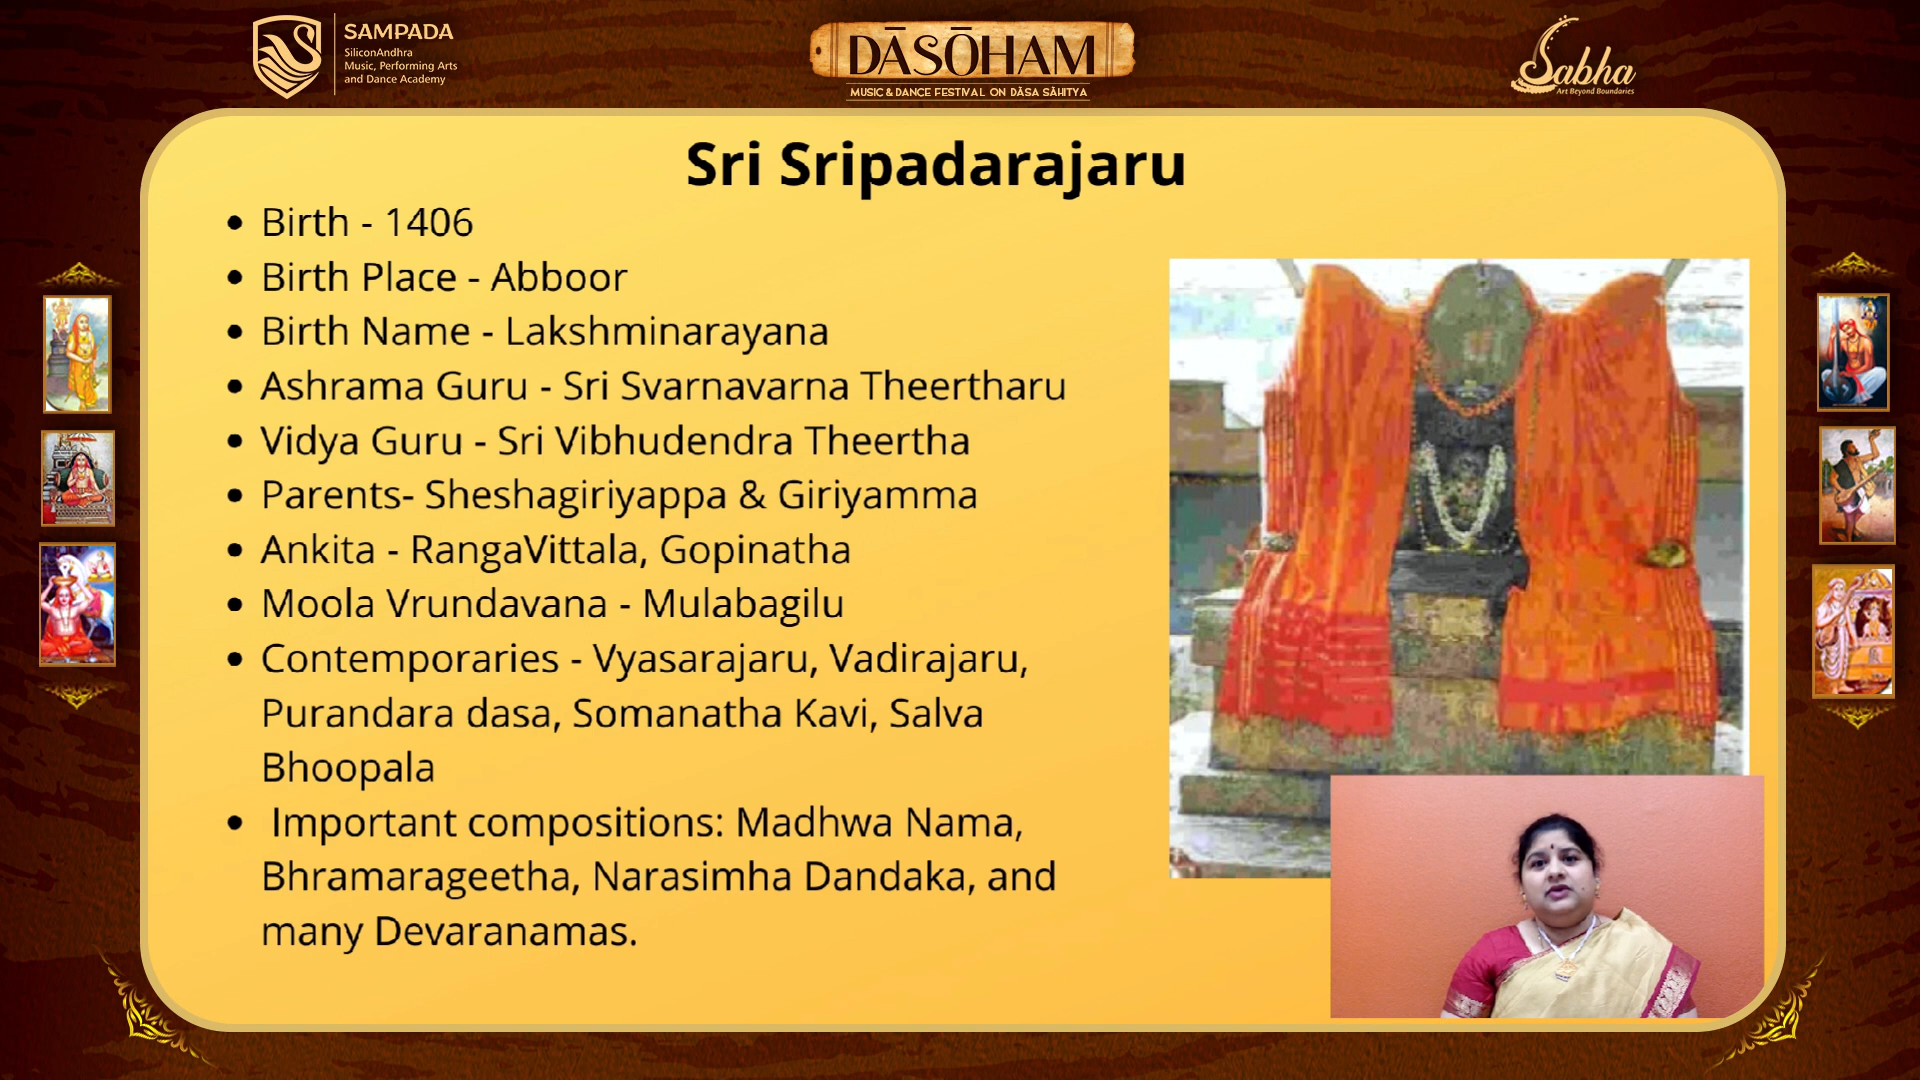 SAMPADA
SiliconAndhra
Music, Performing Arts
and Dance Academy
DĀSŌHAM
MUSIC & DANCE FESTIVAL ON DĀSA SĀHITYA
Sabha
Art Beyond Boundaries
Sri Sripadarajaru
• Birth - 1406
• Birth Place - Abboor
• Birth Name - Lakshminarayana
• Ashrama Guru - Sri Svarnavarna Theertharu
• Vidya Guru - Sri Vibhudendra Theertha
• Parents- Sheshagiriyappa & Giriyamma
• Ankita - RangaVittala, Gopinatha
• Moola Vrundavana - Mulabagilu
• Contemporaries - Vyasarajaru, Vadirajaru,
Purandara dasa, Somanatha Kavi, Salva
Bhoopala
• Important compositions: Madhwa Nama,
Bhramarageetha, Narasimha Dandaka, and
many Devaranamas.